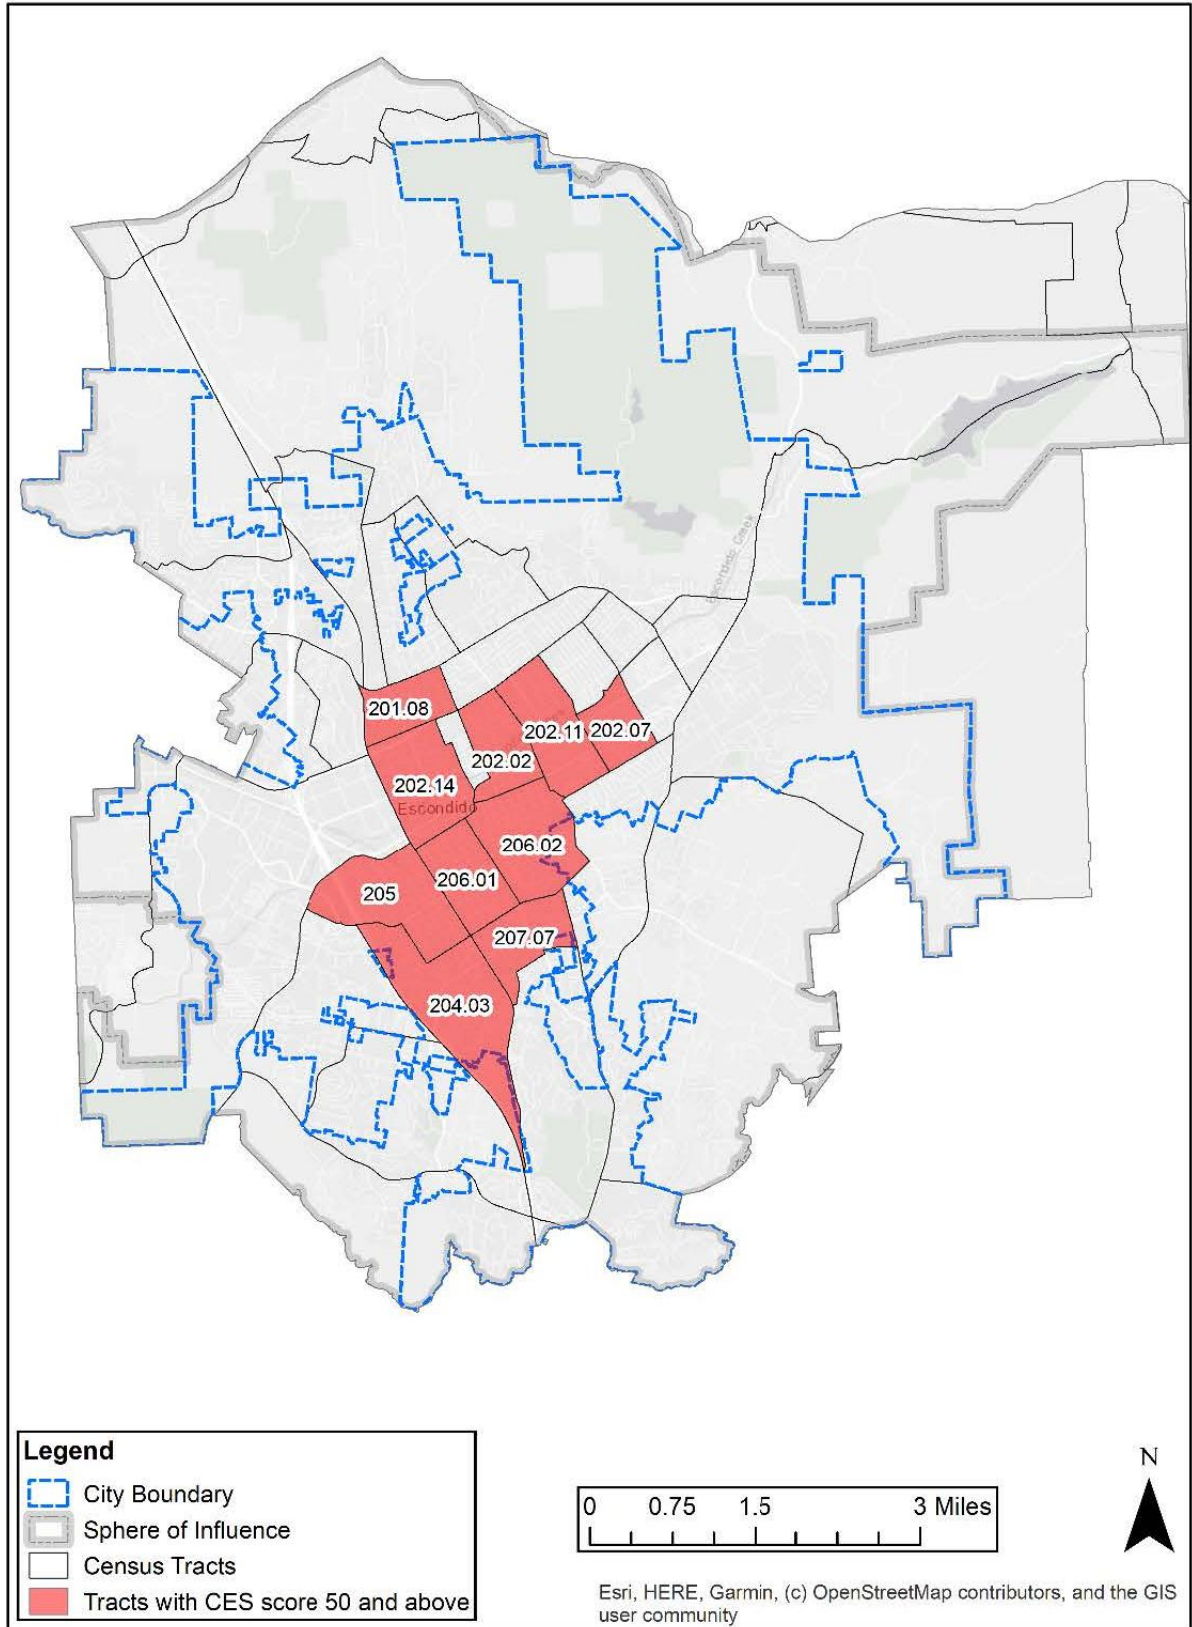 Escondido Creek
201.08
202.11
202.07
202.02
202.14
Escondido
206.02
206.01
205
207.07
204.03
Legend
City Boundary
Sphere of Influence
Census Tracts
Tracts with CES score 50 and above
0 0.75 1.5 3 Miles
N
Esri, HERE, Garmin, (c) OpenStreetMap contributors, and the GIS
user community